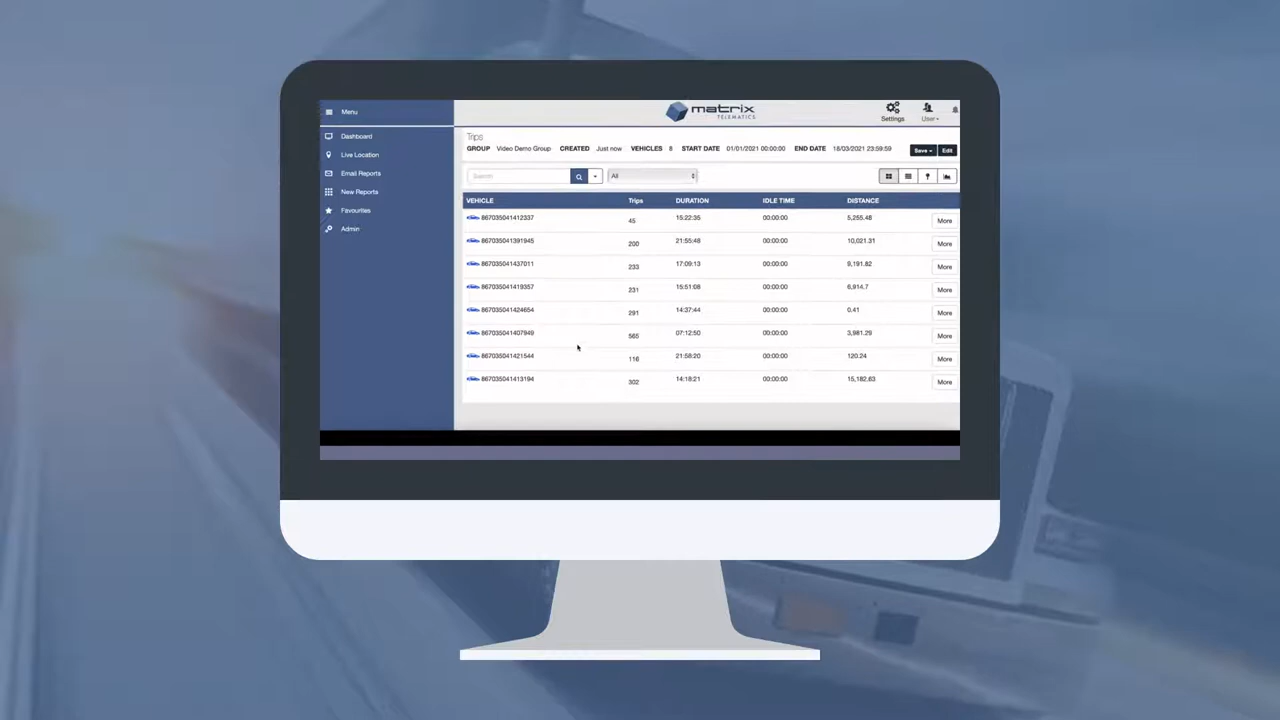 Menu
matrix
TELEMATICS
Settings
User
Dashboard
Live Location
Email Reports
New Reports
Favourites
Admin
Trips
GROUP Video Demo Group CREATED Just now VEHICLES 8 START DATE 01/01/2021 00:00:00 END DATE 18/03/2021 23:59:59 Save Edit
Search All
VEHICLE Trips DURATION IDLE TIME DISTANCE
867035041412337 45 15:22:35 00:00:00 5,255.48 More
867035041391945 200 21:55:48 00:00:00 10,021.31 More
867035041437011 233 17:09:13 00:00:00 9,191.82 More
867035041419357 231 15:51:08 00:00:00 6,914.7 More
867035041424654 291 14:37:44 00:00:00 0.41 More
867035041407949 565 07:12:50 00:00:00 3,981.29 More
867035041421544 116 21:58:20 00:00:00 120.24 More
867035041413194 302 14:18:21 00:00:00 15,182.63 More